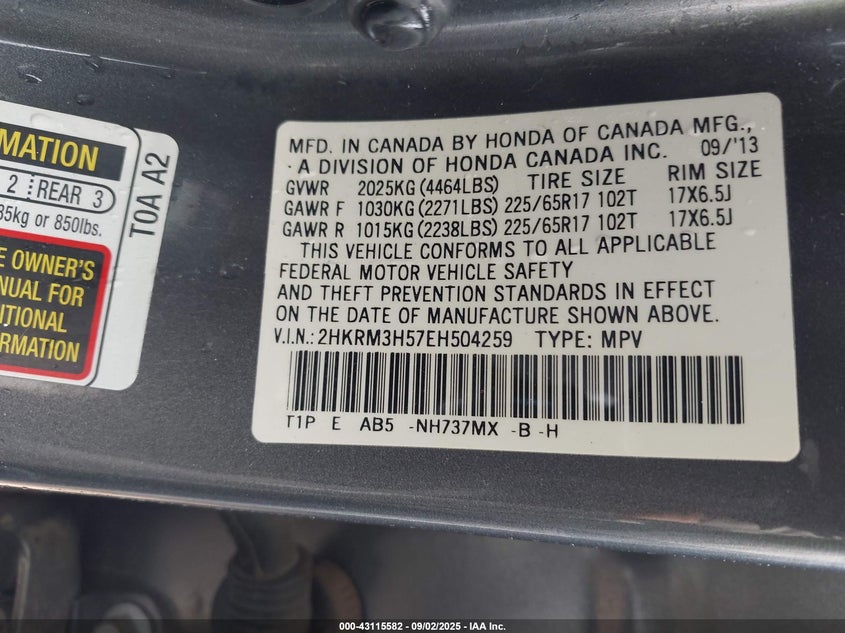 RMATION
2 REAR 3
35kg or 850lbs.
E OWNER'S
NUAL FOR
ITIONAL
ORMATION
T0A A2
MFD. IN CANADA BY HONDA OF CANADA MFG.,
A DIVISION OF HONDA CANADA INC. 09/'13
GVWR 2025KG (4464LBS) TIRE SIZE RIM SIZE
GAWR F 1030KG (2271LBS) 225/65R17 102T 17X6.5J
GAWR R 1015KG (2238LBS) 225/65R17 102T 17X6.5J
THIS VEHICLE CONFORMS TO ALL APPLICABLE
FEDERAL MOTOR VEHICLE SAFETY
AND THEFT PREVENTION STANDARDS IN EFFECT
ON THE DATE OF MANUFACTURE SHOWN ABOVE.
V.I.N.: 2HKRM3H57EH504259 TYPE: MPV
T1P E AB5 -NH737MX -B -H
000-43115582 - 09/02/2025 - IAA Inc.